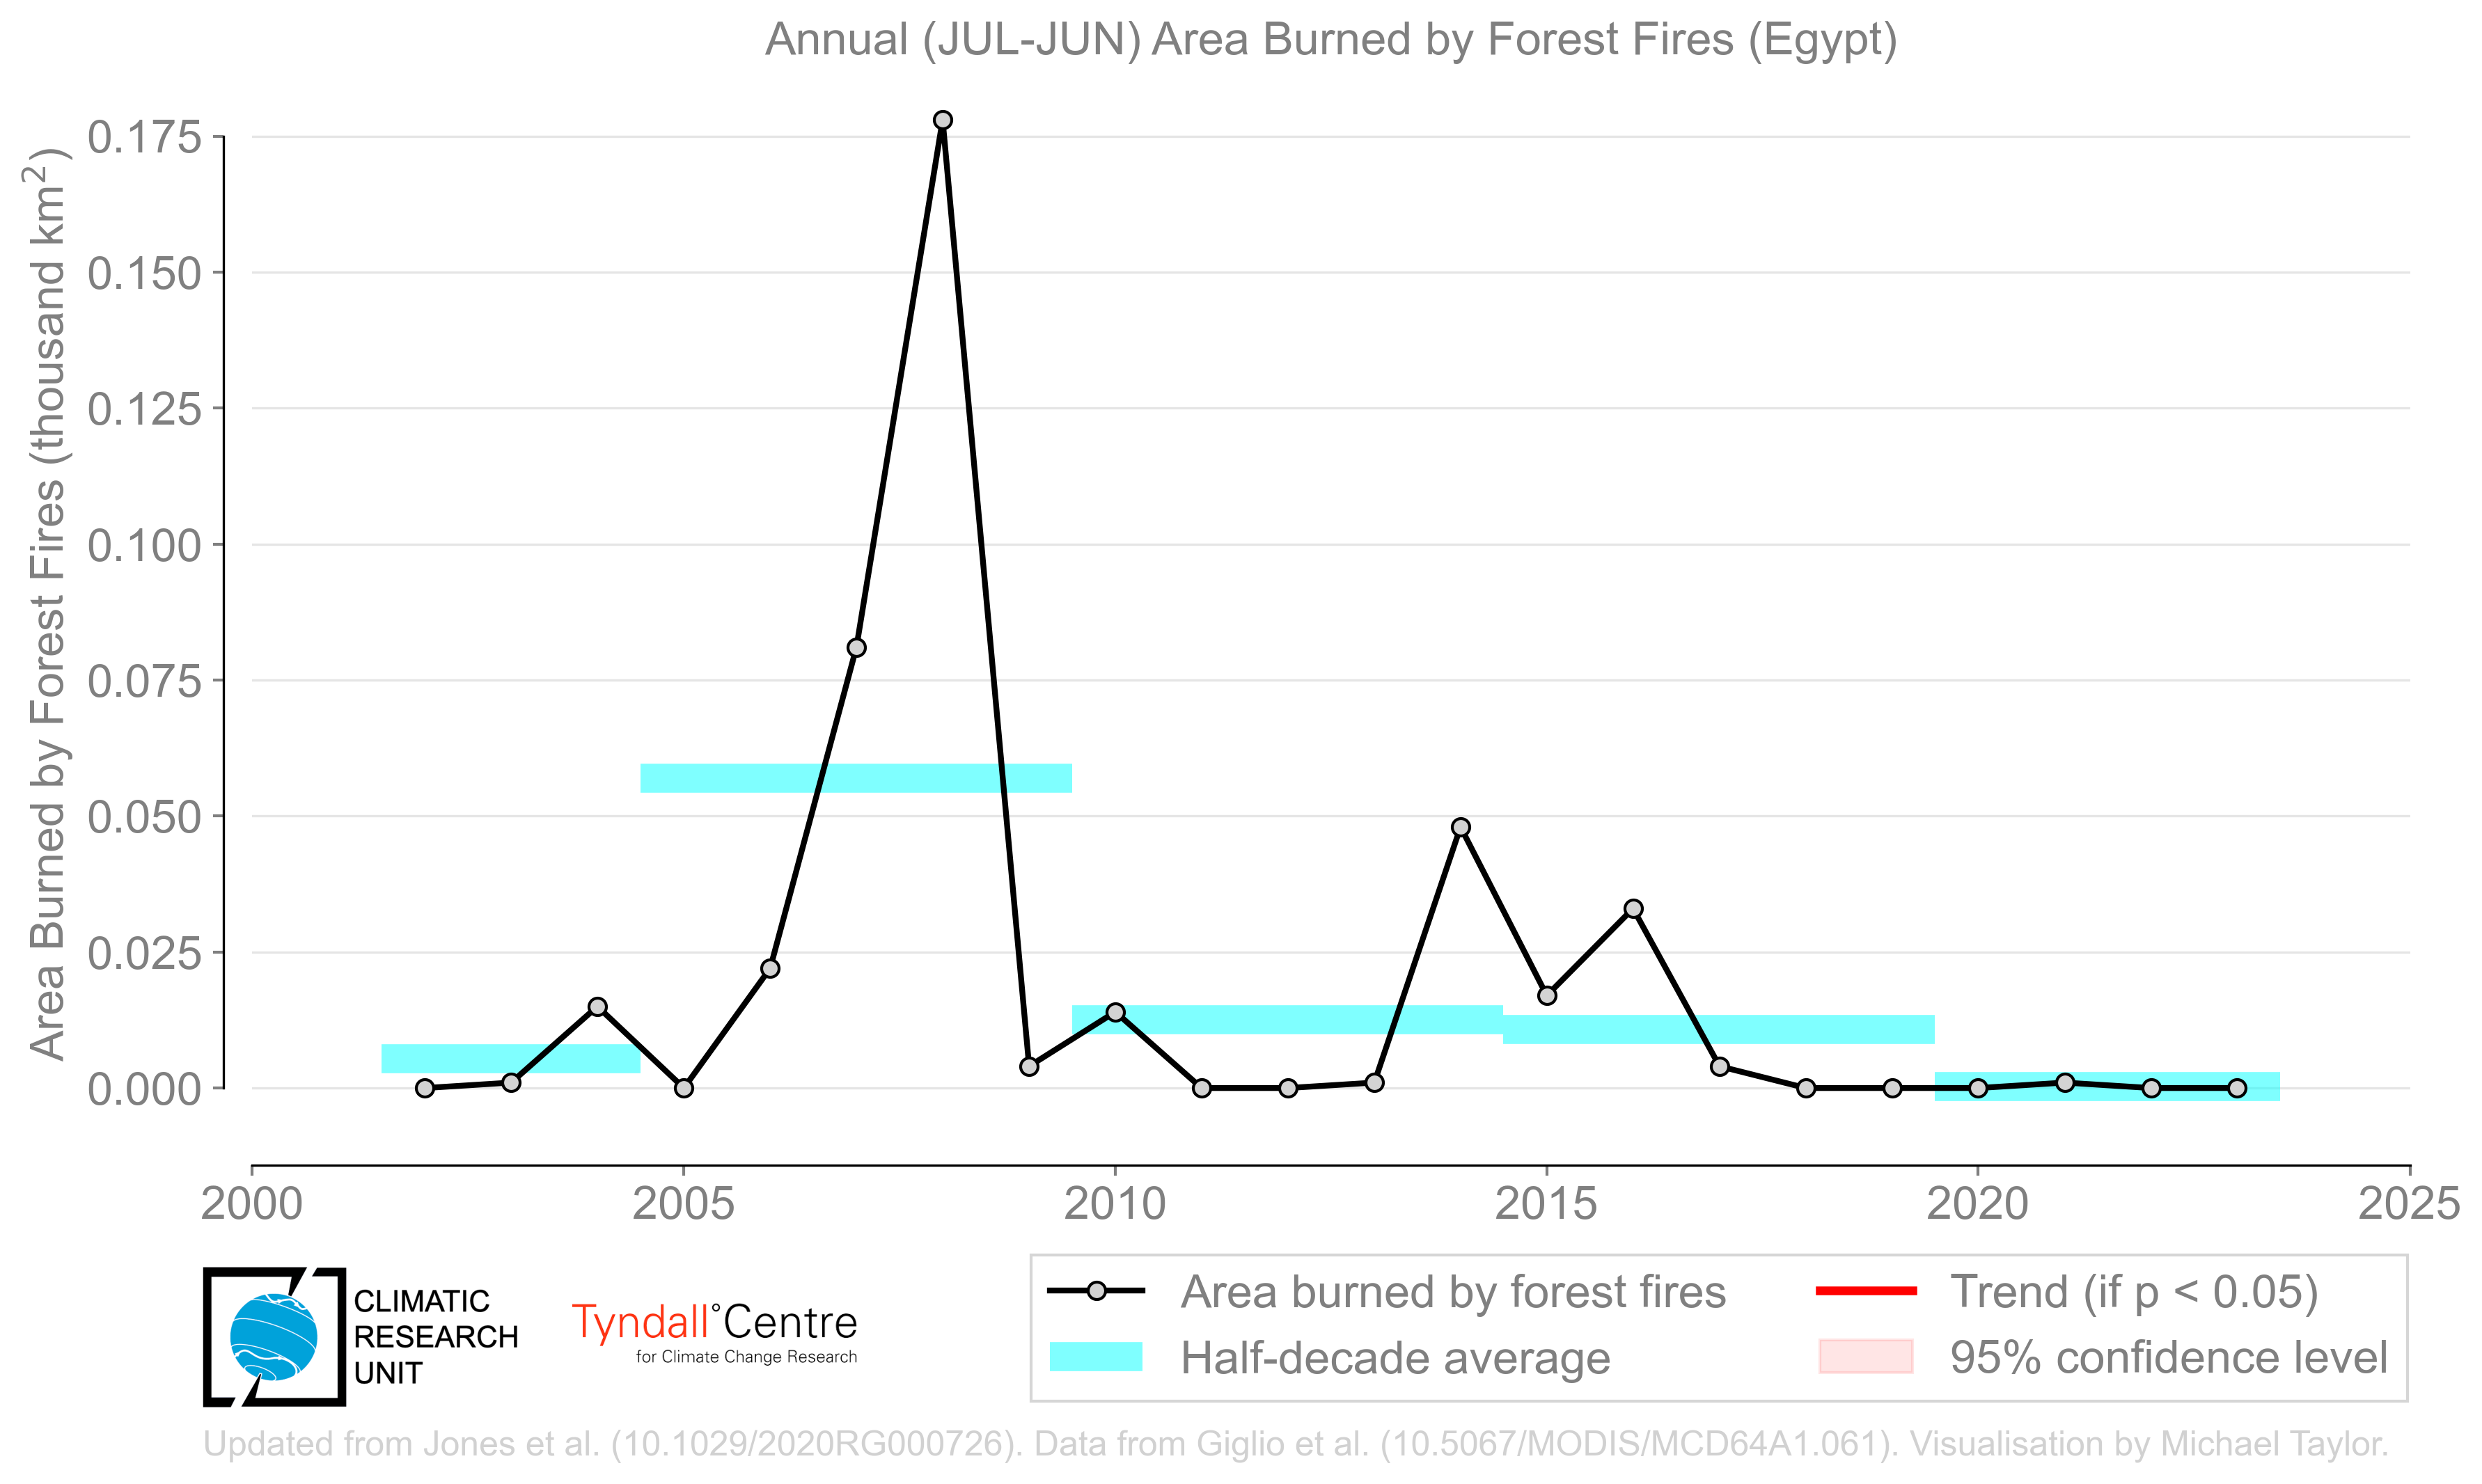 Annual (JUL-JUN) Area Burned by Forest Fires (Egypt)
Area Burned by Forest Fires (thousand km²)
0.175
0.150
0.125
0.100
0.075
0.050
0.025
0.000
2000 2005 2010 2015 2020 2025
CLIMATIC
RESEARCH
UNIT
Tyndall°Centre
for Climate Change Research
Area burned by forest fires
Half-decade average
Trend (if p < 0.05)
95% confidence level
Updated from Jones et al. (10.1029/2020RG000726). Data from Giglio et al. (10.5067/MODIS/MCD64A1.061). Visualisation by Michael Taylor.